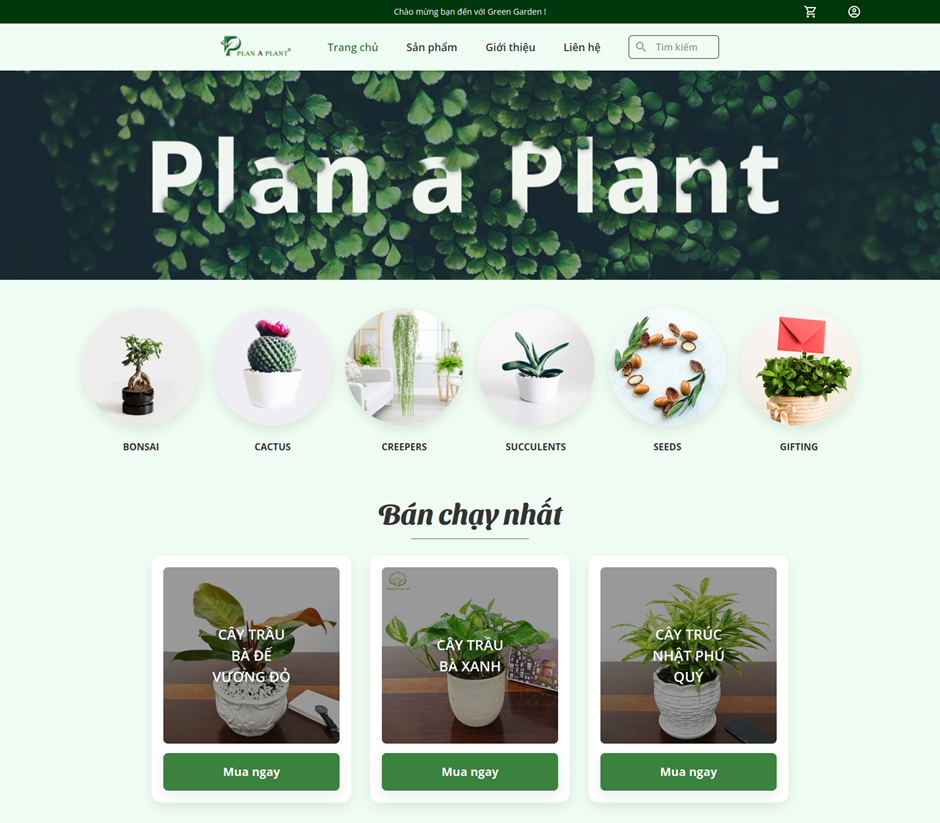 Chào mừng bạn đến với Green Garden !
PLAN A PLANT
Trang chủ
Sản phẩm
Giới thiệu
Liên hệ
Tìm kiếm
Plan a Plant
BONSAI
CACTUS
CREEPERS
SUCCULENTS
SEEDS
GIFTING
Bán chạy nhất
CÂY TRẦU
BÀ ĐẾ
VƯƠNG ĐỎ
CÂY TRẦU
BÀ XANH
CÂY TRÚC
NHẬT PHÚ
QUÝ
Mua ngay
Mua ngay
Mua ngay